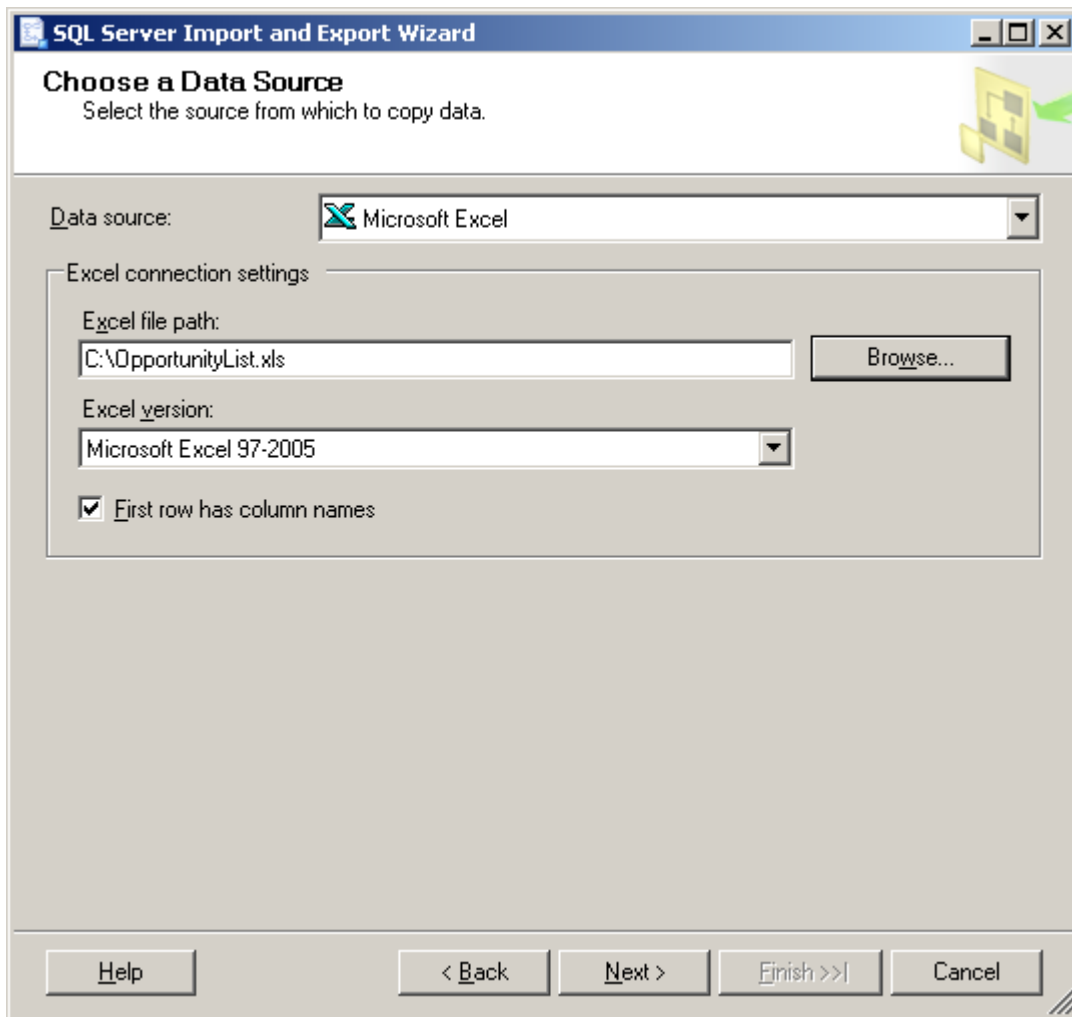 SQL Server Import and Export Wizard
Choose a Data Source
Select the source from which to copy data.
Data source:
Microsoft Excel
Excel connection settings
Excel file path:
C:\OpportunityList.xls
Browse...
Excel version:
Microsoft Excel 97-2005
First row has column names
Help
< Back
Next >
Finish >>|
Cancel